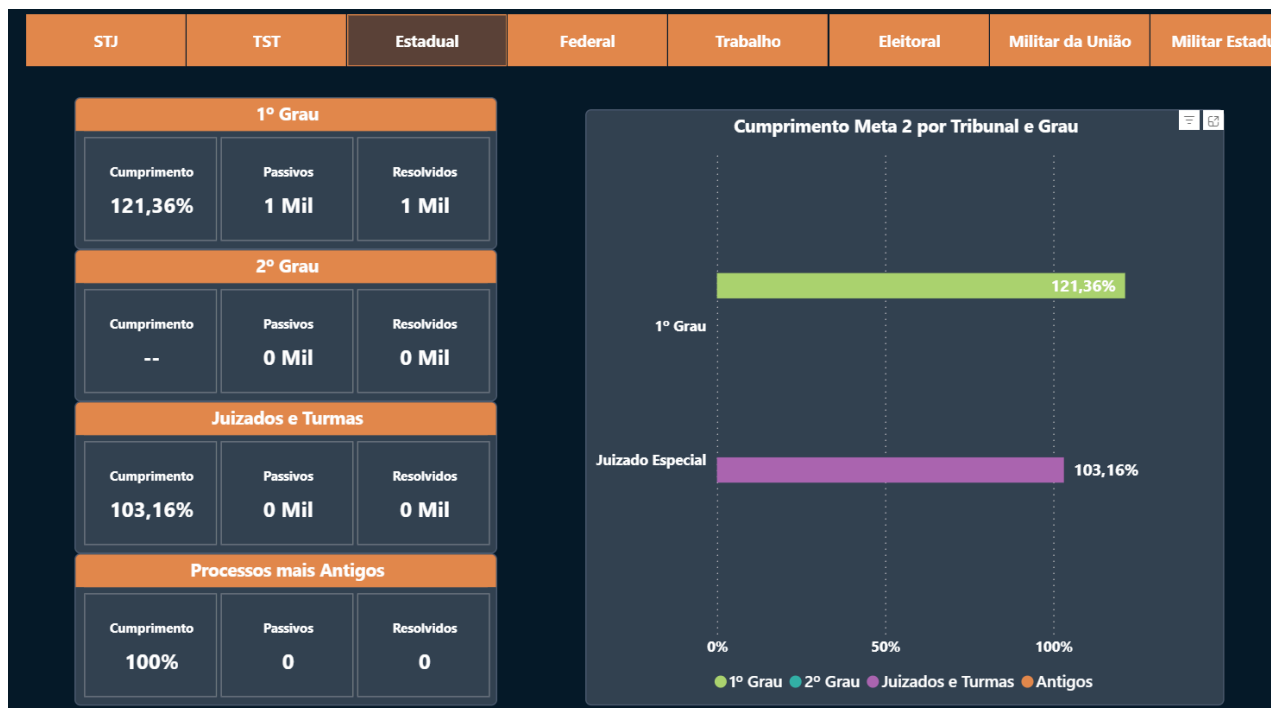 STJ TST Estadual Federal Trabalho Eleitoral Militar da União Militar Estadu
1º Grau
Cumprimento Passivos Resolvidos
121,36% 1 Mil 1 Mil
2º Grau
Cumprimento Passivos Resolvidos
-- 0 Mil 0 Mil
Juizados e Turmas
Cumprimento Passivos Resolvidos
103,16% 0 Mil 0 Mil
Processos mais Antigos
Cumprimento Passivos Resolvidos
100% 0 0
Cumprimento Meta 2 por Tribunal e Grau
121,36%
1º Grau
Juizado Especial
103,16%
0% 50% 100%
1º Grau 2º Grau Juizados e Turmas Antigos